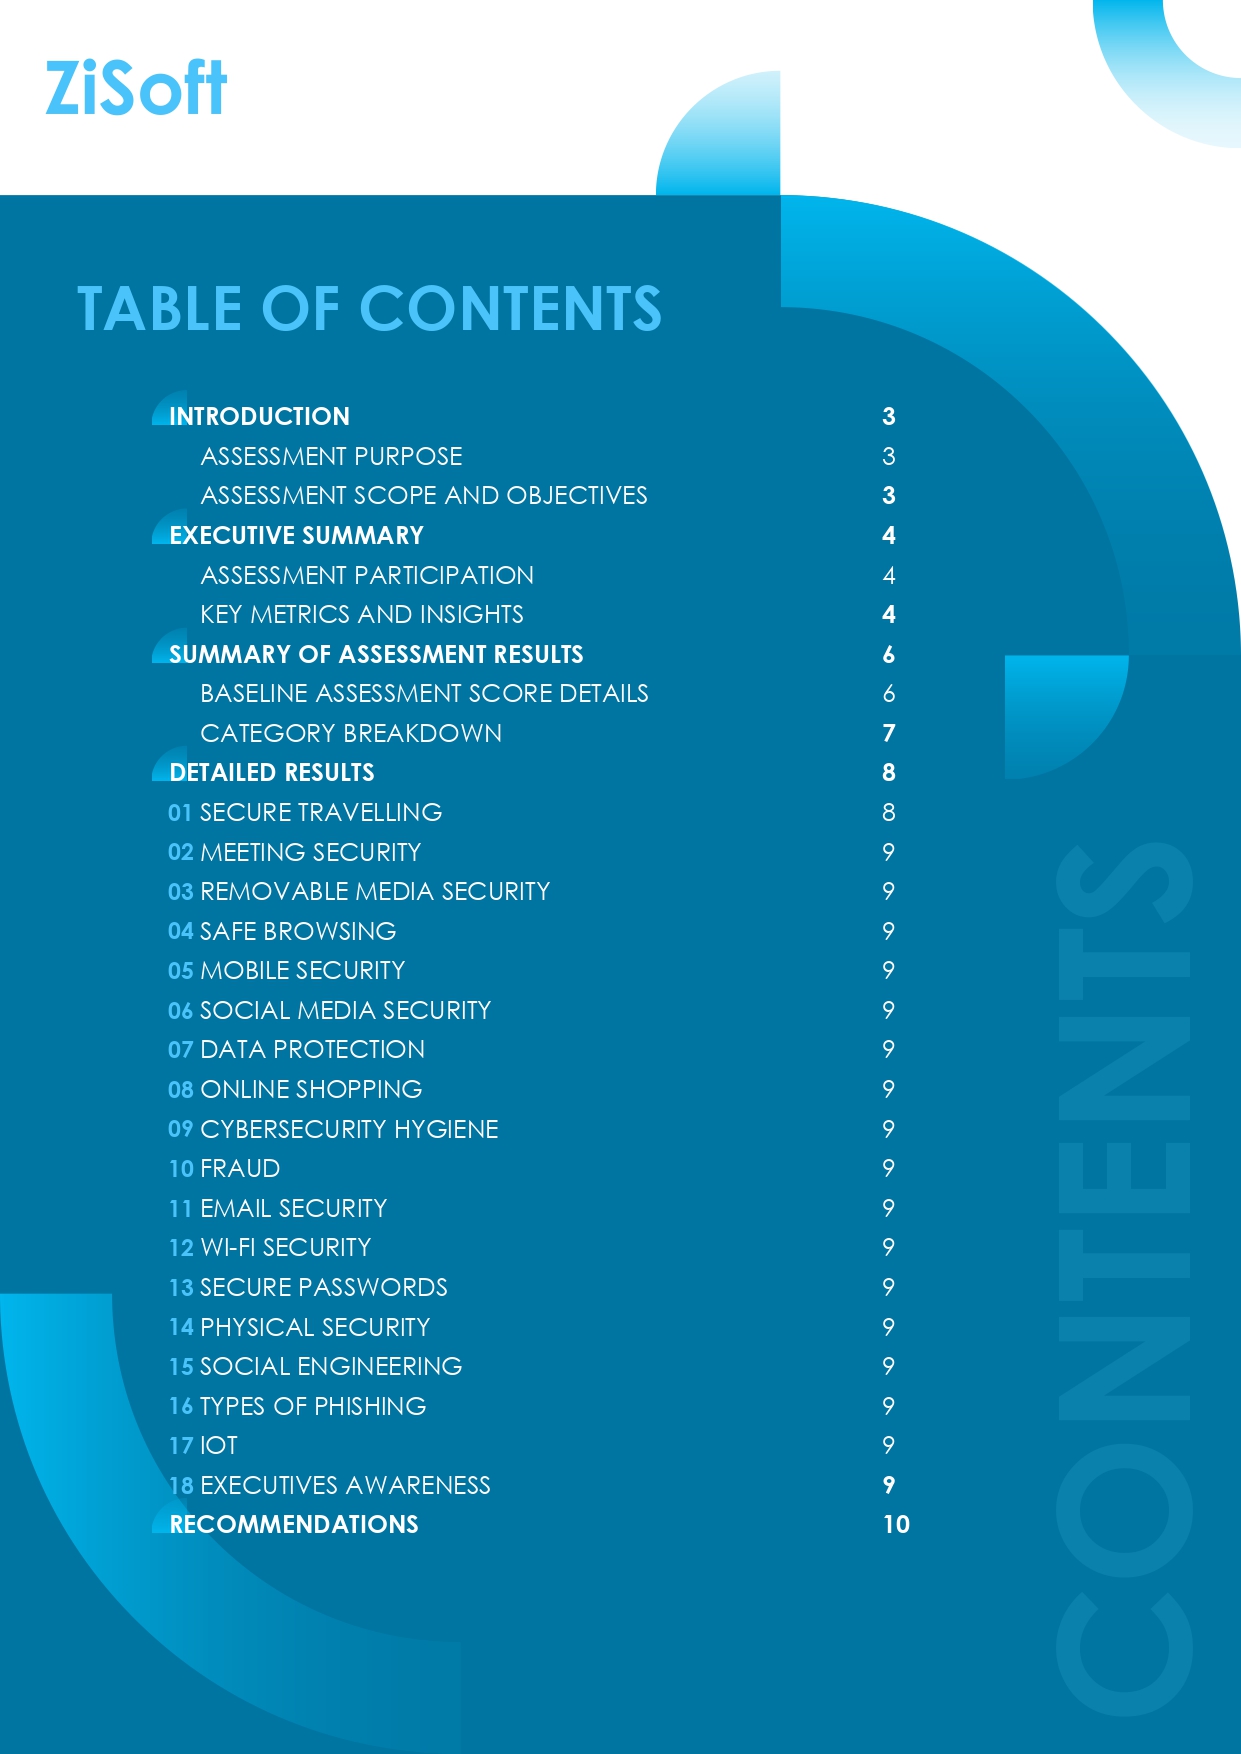 ZiSoft
TABLE OF CONTENTS
INTRODUCTION 3
ASSESSMENT PURPOSE 3
ASSESSMENT SCOPE AND OBJECTIVES 3
EXECUTIVE SUMMARY 4
ASSESSMENT PARTICIPATION 4
KEY METRICS AND INSIGHTS 4
SUMMARY OF ASSESSMENT RESULTS 6
BASELINE ASSESSMENT SCORE DETAILS 6
CATEGORY BREAKDOWN 7
DETAILED RESULTS 8
01 SECURE TRAVELLING 8
02 MEETING SECURITY 9
03 REMOVABLE MEDIA SECURITY 9
04 SAFE BROWSING 9
05 MOBILE SECURITY 9
06 SOCIAL MEDIA SECURITY 9
07 DATA PROTECTION 9
08 ONLINE SHOPPING 9
09 CYBERSECURITY HYGIENE 9
10 FRAUD 9
11 EMAIL SECURITY 9
12 WI-FI SECURITY 9
13 SECURE PASSWORDS 9
14 PHYSICAL SECURITY 9
15 SOCIAL ENGINEERING 9
16 TYPES OF PHISHING 9
17 IOT 9
18 EXECUTIVES AWARENESS 9
RECOMMENDATIONS 10
CONTENTS